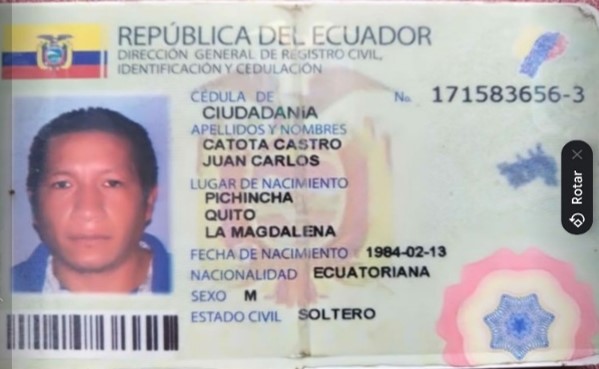 REPÚBLICA DEL ECUADOR
DIRECCIÓN GENERAL DE REGISTRO CIVIL,
IDENTIFICACIÓN Y CEDULACIÓN
CÉDULA DE No. 171583656-3
CIUDADANÍA
APELLIDOS Y NOMBRES
CATOTA CASTRO
JUAN CARLOS
LUGAR DE NACIMIENTO
PICHINCHA
QUITO
LA MAGDALENA
FECHA DE NACIMIENTO 1984-02-13
NACIONALIDAD ECUATORIANA
SEXO M
ESTADO CIVIL SOLTERO
Rotar